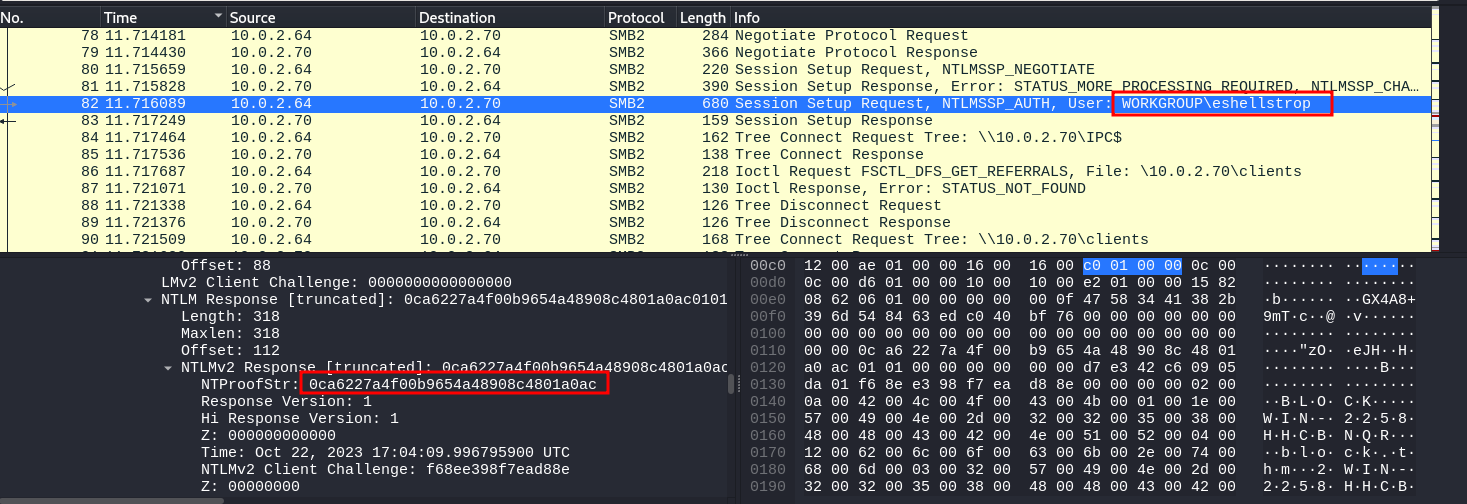 No. Time Source Destination Protocol Length Info
78 11.714181 10.0.2.64 10.0.2.70 SMB2 284 Negotiate Protocol Request
79 11.714430 10.0.2.70 10.0.2.64 SMB2 366 Negotiate Protocol Response
80 11.715659 10.0.2.64 10.0.2.70 SMB2 220 Session Setup Request, NTLMSSP_NEGOTIATE
81 11.715828 10.0.2.70 10.0.2.64 SMB2 390 Session Setup Response, Error: STATUS_MORE_PROCESSING_REQUIRED, NTLMSSP_CHA…
82 11.716089 10.0.2.64 10.0.2.70 SMB2 680 Session Setup Request, NTLMSSP_AUTH, User: WORKGROUP\eshellstrop
83 11.717249 10.0.2.70 10.0.2.64 SMB2 159 Session Setup Response
84 11.717464 10.0.2.64 10.0.2.70 SMB2 162 Tree Connect Request Tree: \\10.0.2.70\IPC$
85 11.717536 10.0.2.70 10.0.2.64 SMB2 138 Tree Connect Response
86 11.717687 10.0.2.64 10.0.2.70 SMB2 218 Ioctl Request FSCTL_DFS_GET_REFERRALS, File: \10.0.2.70\clients
87 11.721071 10.0.2.70 10.0.2.64 SMB2 130 Ioctl Response, Error: STATUS_NOT_FOUND
88 11.721338 10.0.2.64 10.0.2.70 SMB2 126 Tree Disconnect Request
89 11.721376 10.0.2.70 10.0.2.64 SMB2 126 Tree Disconnect Response
90 11.721509 10.0.2.64 10.0.2.70 SMB2 168 Tree Connect Request Tree: \\10.0.2.70\clients
Offset: 88
LMv2 Client Challenge: 0000000000000000
NTLM Response [truncated]: 0ca6227a4f00b9654a48908c4801a0ac0101
Length: 318
Maxlen: 318
Offset: 112
NTLMv2 Response [truncated]: 0ca6227a4f00b9654a48908c4801a0ac
NTProofStr: 0ca6227a4f00b9654a48908c4801a0ac
Response Version: 1
Hi Response Version: 1
Z: 000000000000
Time: Oct 22, 2023 17:04:09.996795900 UTC
NTLMv2 Client Challenge: f68ee398f7ead88e
Z: 00000000
00c0 12 00 ae 01 00 00 16 00 16 00 c0 01 00 00 0c 00 ········ ········
00d0 0c 00 d6 01 00 00 10 00 10 00 e2 01 00 00 15 82 ········ ········
00e0 08 62 06 01 00 00 00 00 00 0f 47 58 34 41 38 2b ·b······ ··GX4A8+
00f0 39 6d 54 84 63 ed c0 40 bf 76 00 00 00 00 00 00 9mT·c··@ ·v······
0100 00 00 00 00 00 00 00 00 00 00 00 00 00 00 00 00 ········ ········
0110 00 00 0c a6 22 7a 4f 00 b9 65 4a 48 90 8c 48 01 ····"zO· ·eJH··H·
0120 a0 ac 01 01 00 00 00 00 00 00 d7 e3 42 c6 09 05 ········ ····B···
0130 da 01 f6 8e e3 98 f7 ea d8 8e 00 00 00 00 02 00 ········ ········
0140 0a 00 42 00 4c 00 4f 00 43 00 4b 00 01 00 1e 00 ··B·L·O· C·K·····
0150 57 00 49 00 4e 00 2d 00 32 00 32 00 35 00 38 00 W·I·N·-· 2·2·5·8·
0160 48 00 48 00 43 00 42 00 4e 00 51 00 52 00 04 00 H·H·C·B· N·Q·R···
0170 12 00 62 00 6c 00 6f 00 63 00 6b 00 2e 00 74 00 ··b·l·o· c·k·.·t·
0180 68 00 6d 00 03 00 32 00 57 00 49 00 4e 00 2d 00 h·m···2· W·I·N·-·
0190 32 00 32 00 35 00 38 00 48 00 48 00 43 00 42 00 2·2·5·8· H·H·C·B·